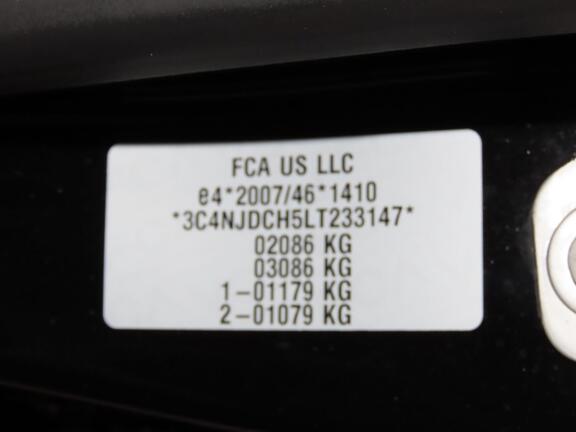 FCA US LLC
e4*2007/46*1410
*3C4NJDCH5LT233147*
02086 KG
03086 KG
1-01179 KG
2-01079 KG